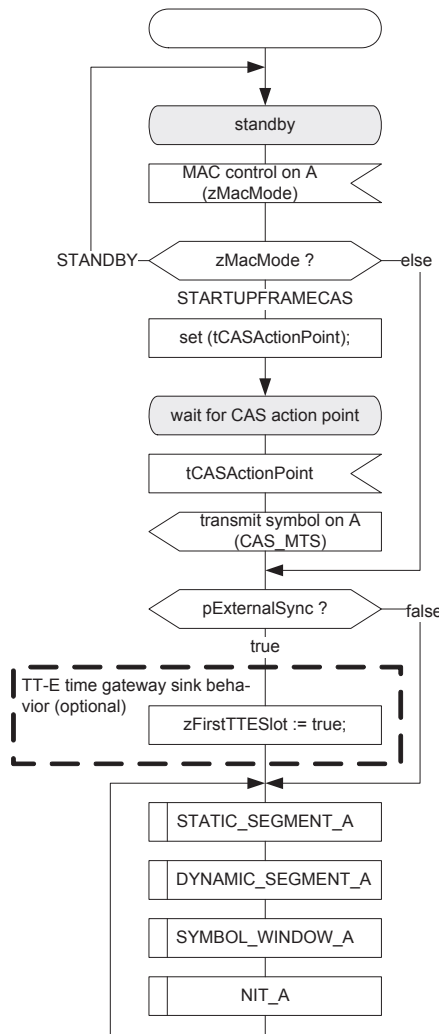 standby
MAC control on A
(zMacMode)
STANDBY
zMacMode ?
else
STARTUPFRAMECAS
set (tCASActionPoint);
wait for CAS action point
tCASActionPoint
transmit symbol on A
(CAS_MTS)
pExternalSync ?
false
true
TT-E time gateway sink beha-
vior (optional)
zFirstTTESlot := true;
STATIC_SEGMENT_A
DYNAMIC_SEGMENT_A
SYMBOL_WINDOW_A
NIT_A